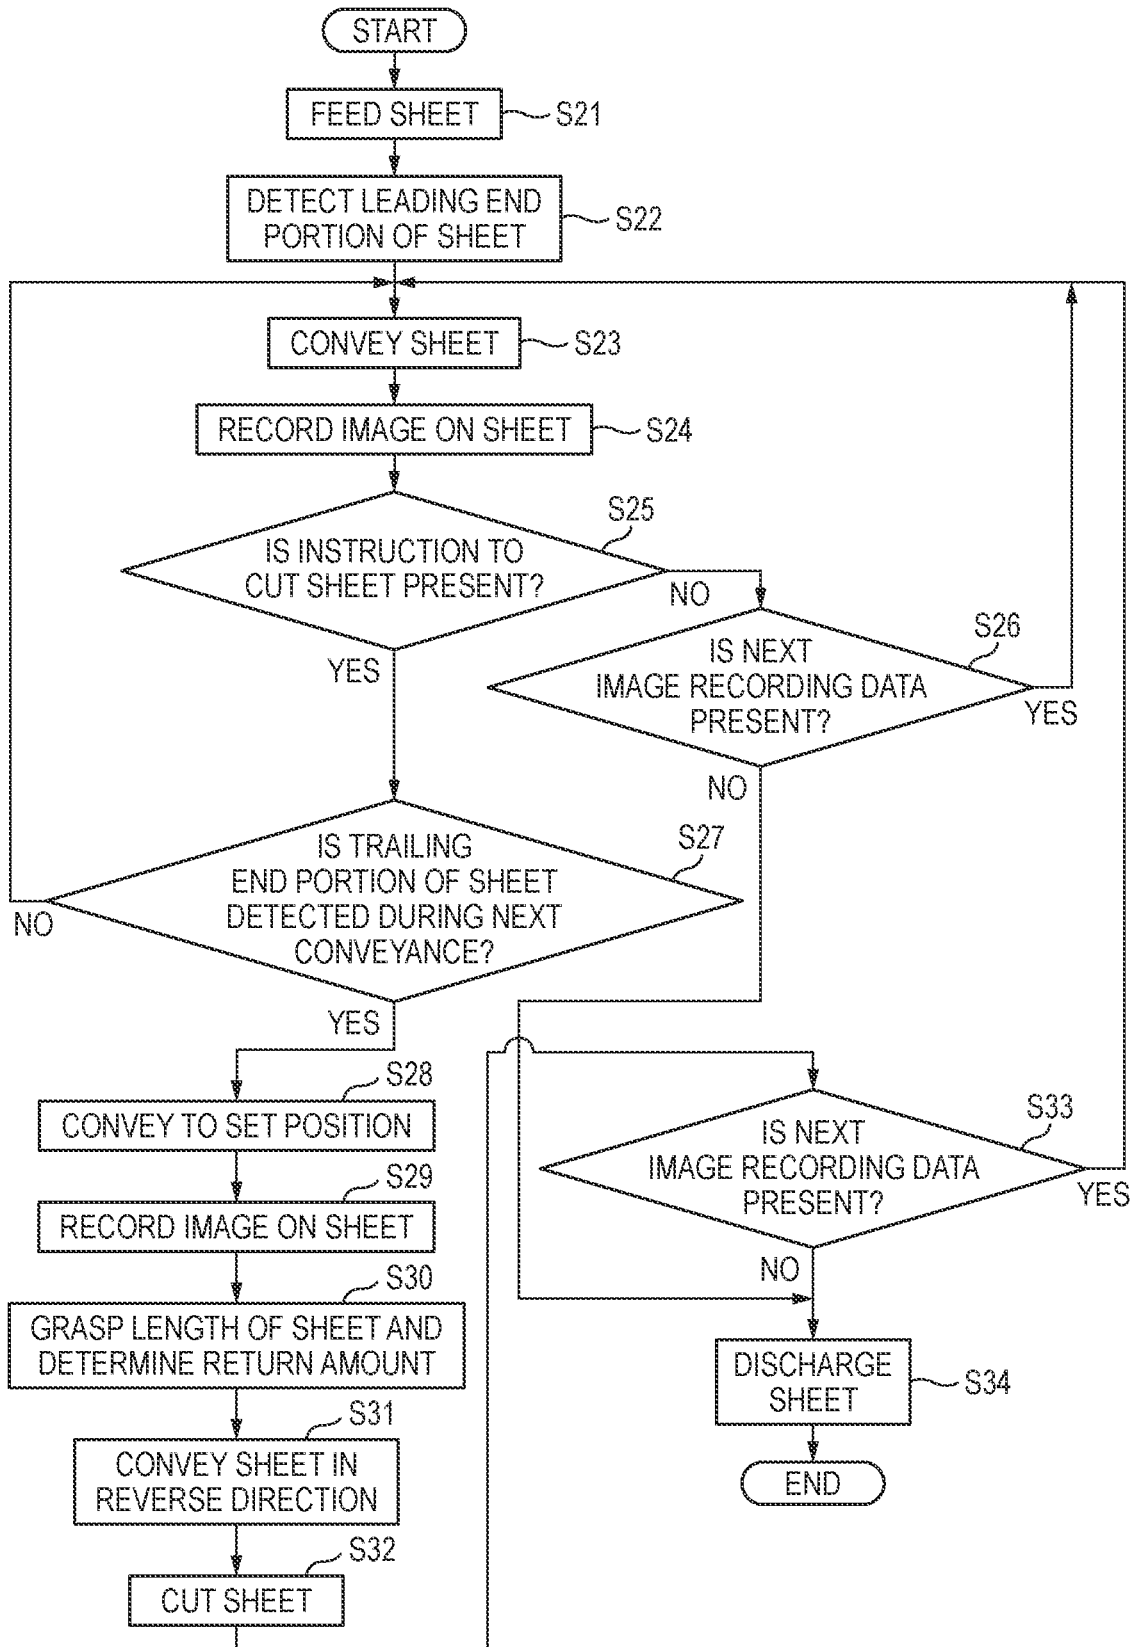 START
FEED SHEET
S21
DETECT LEADING END
PORTION OF SHEET
S22
CONVEY SHEET
S23
RECORD IMAGE ON SHEET
S24
IS INSTRUCTION TO
CUT SHEET PRESENT?
S25
NO
YES
IS NEXT
IMAGE RECORDING DATA
PRESENT?
S26
YES
NO
IS TRAILING
END PORTION OF SHEET
DETECTED DURING NEXT
CONVEYANCE?
S27
NO
YES
CONVEY TO SET POSITION
S28
RECORD IMAGE ON SHEET
S29
GRASP LENGTH OF SHEET AND
DETERMINE RETURN AMOUNT
S30
CONVEY SHEET IN
REVERSE DIRECTION
S31
CUT SHEET
S32
IS NEXT
IMAGE RECORDING DATA
PRESENT?
S33
YES
NO
DISCHARGE
SHEET
S34
END